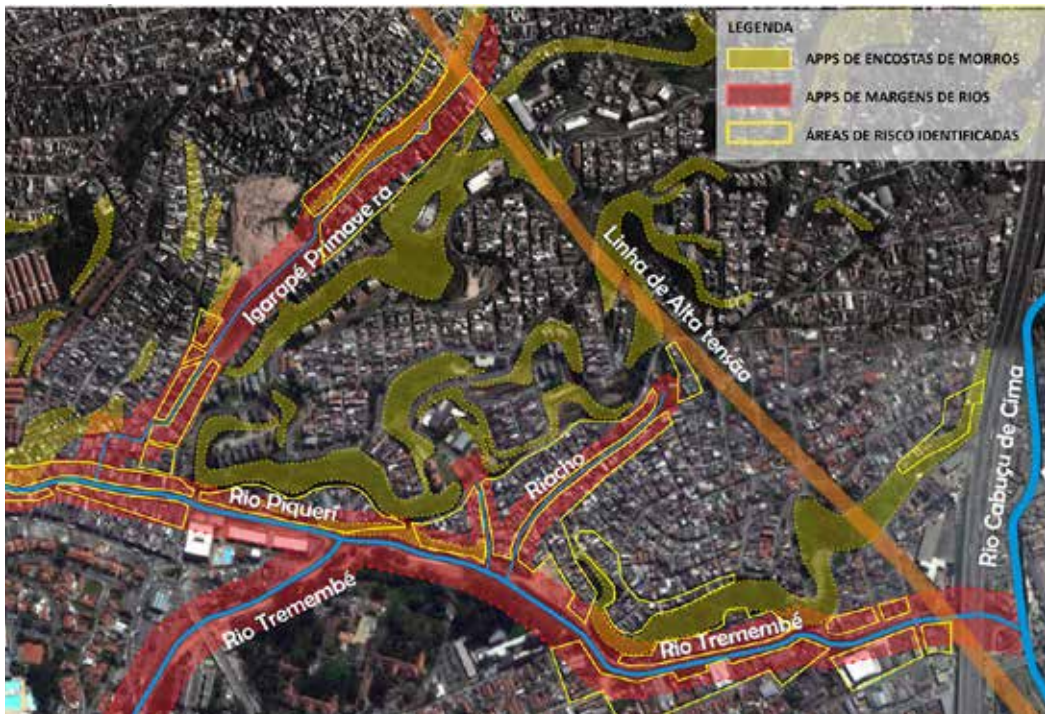 LEGENDA
APPS DE ENCOSTAS DE MORROS
APPS DE MARGENS DE RIOS
ÁREAS DE RISCO IDENTIFICADAS
Igarapé Primavera
Linha de Alta tensão
Rio Cabuçu de Cima
Riacho
Rio Piqueri
Rio Tremembé
Rio Tremembé